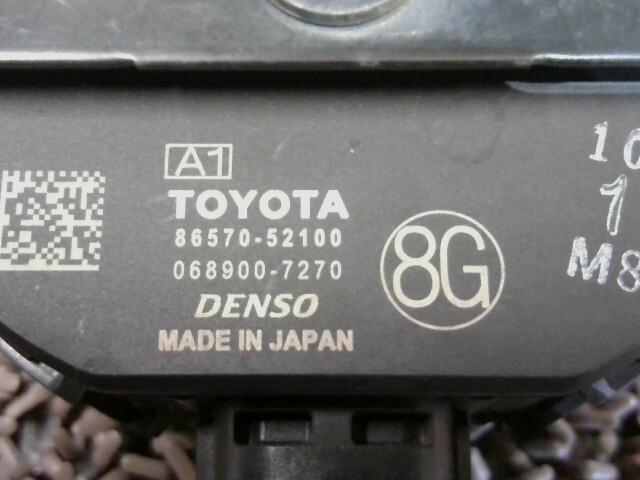 A1
TOYOTA
86570-52100
068900-7270
DENSO
MADE IN JAPAN
8G
10
1
M8